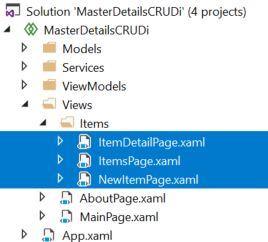 Solution 'MasterDetailsCRUDi' (4 projects)
MasterDetailsCRUDi
Models
Services
ViewModels
Views
Items
ItemDetailPage.xaml
ItemsPage.xaml
NewItemPage.xaml
AboutPage.xaml
MainPage.xaml
App.xaml